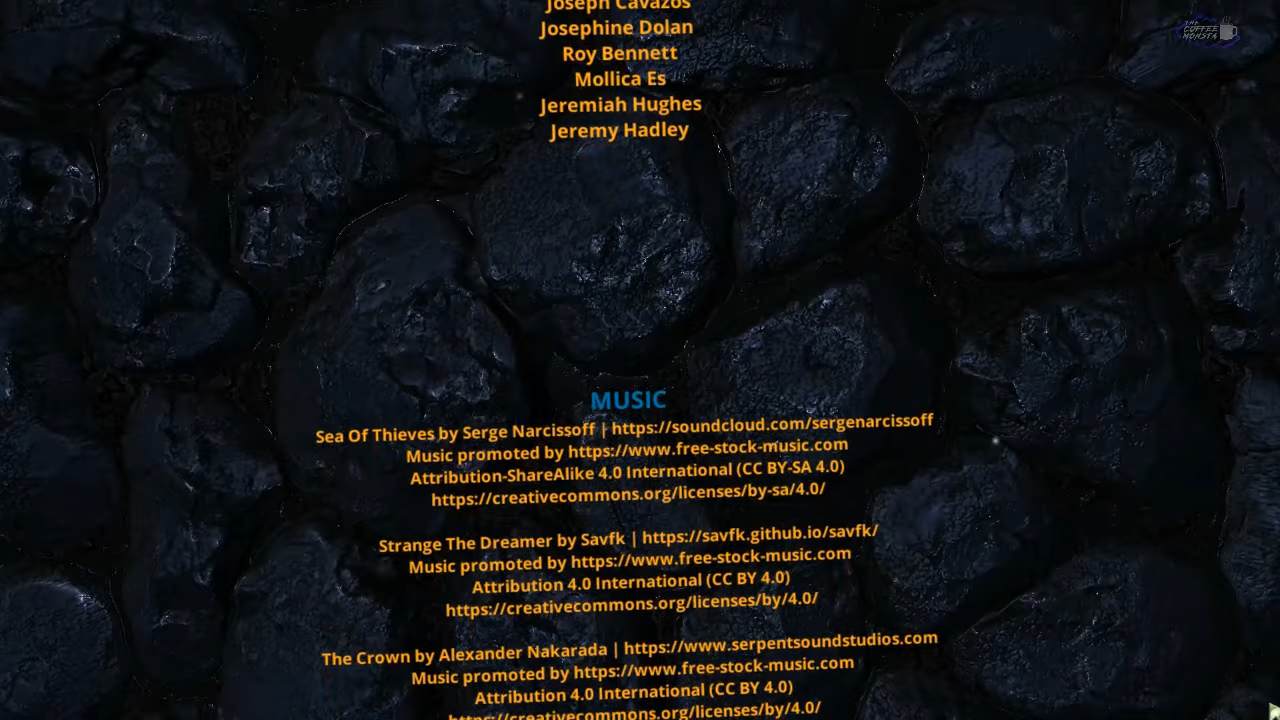 Joseph Cavazos
Josephine Dolan
Roy Bennett
Mollica Es
Jeremiah Hughes
Jeremy Hadley
THE
COFFEE
MONSTA
MUSIC
Sea Of Thieves by Serge Narcissoff | https://soundcloud.com/sergenarcissoff
Music promoted by https://www.free-stock-music.com
Attribution-ShareAlike 4.0 International (CC BY-SA 4.0)
https://creativecommons.org/licenses/by-sa/4.0/
Strange The Dreamer by Savfk | https://savfk.github.io/savfk/
Music promoted by https://www.free-stock-music.com
Attribution 4.0 International (CC BY 4.0)
https://creativecommons.org/licenses/by/4.0/
The Crown by Alexander Nakarada | https://www.serpentsoundstudios.com
Music promoted by https://www.free-stock-music.com
Attribution 4.0 International (CC BY 4.0)
https://creativecommons.org/licenses/by/4.0/